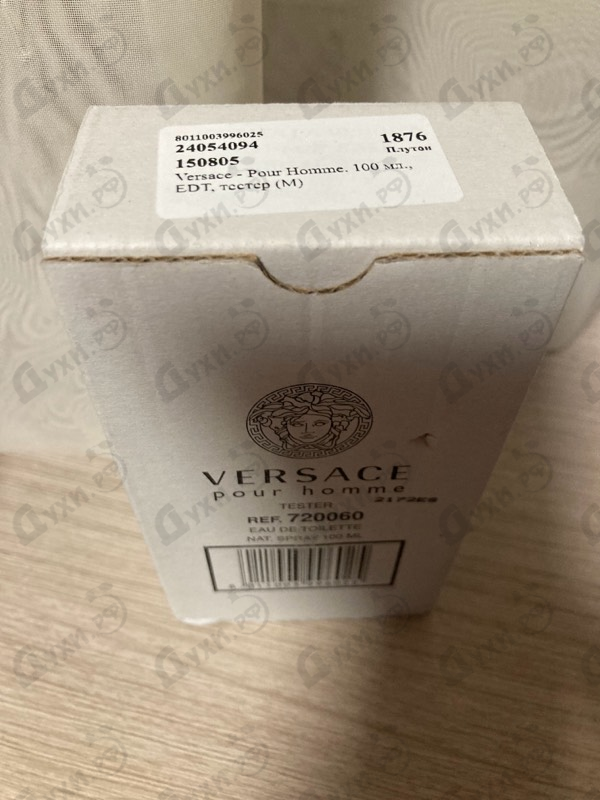 8011003996025
24054094
150805
1876
Плутон
Versace - Pour Homme. 100 мл.,
EDT, тестер (M)
VERSACE
pour homme
2172E8
TESTER
REF. 720060
EAU DE TOILETTE
NAT. SPRAY 100 ML
Духи.РФ